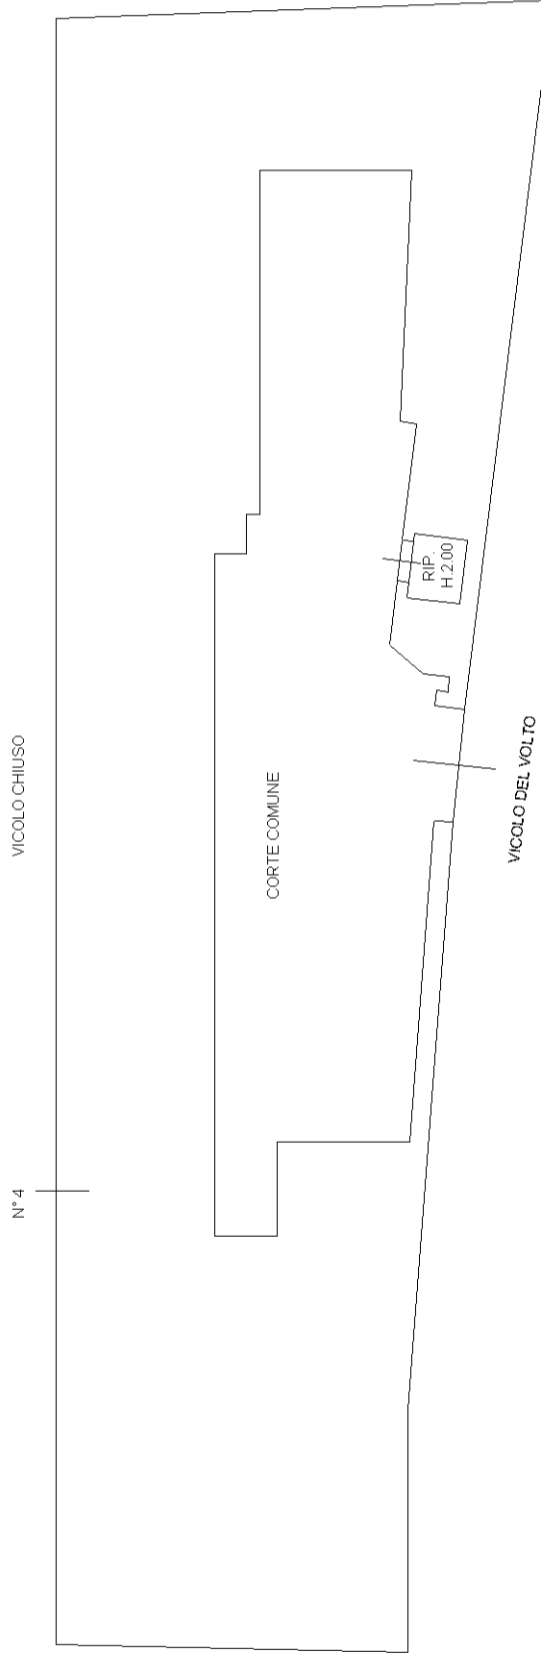 VICOLO CHIUSO
N° 4
CORTE COMUNE
RIP.
H.2.00
VICOLO DEL VOLTO